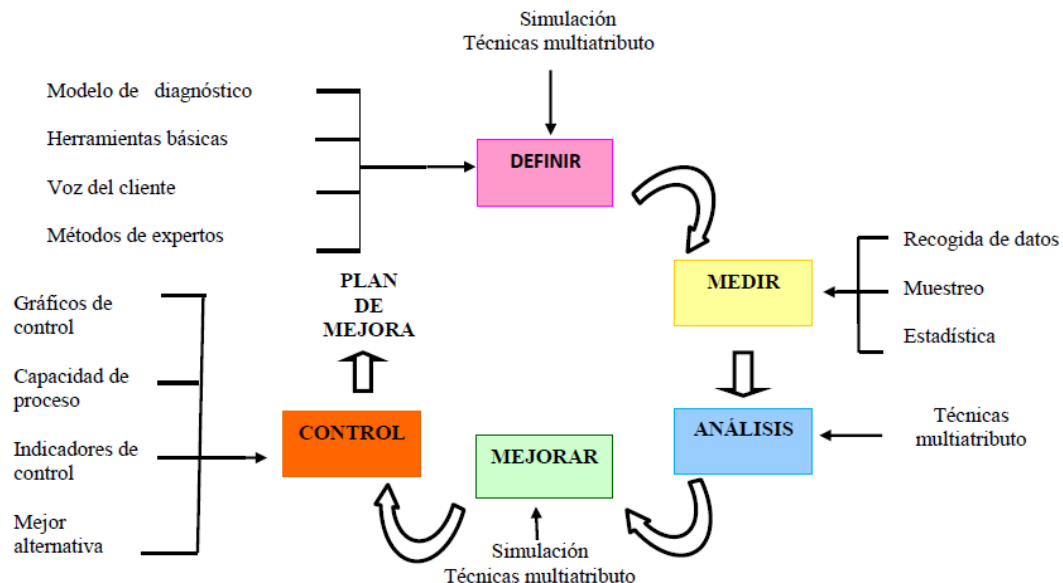 Simulación
Técnicas multiatributo
Modelo de diagnóstico
Herramientas básicas
Voz del cliente
Métodos de expertos
DEFINIR
MEDIR
Recogida de datos
Muestreo
Estadística
PLAN
DE
MEJORA
Gráficos de
control
Capacidad de
proceso
Indicadores de
control
Mejor
alternativa
CONTROL
MEJORAR
ANÁLISIS
Técnicas
multiatributo
Simulación
Técnicas multiatributo